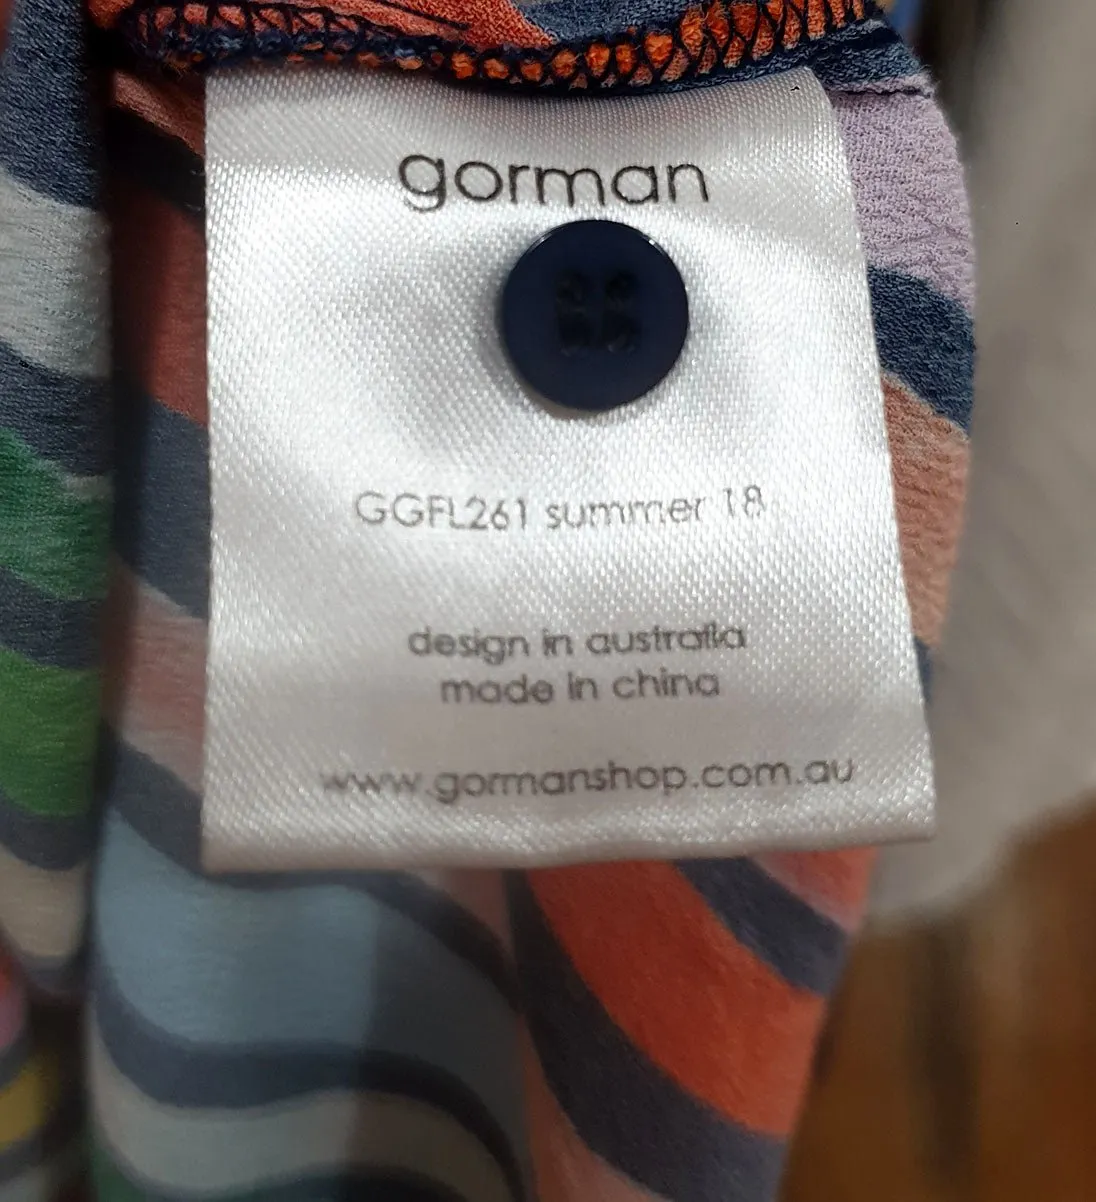 gorman
GGFL261 summer 18
design in australia
made in china
www.gormanshop.com.au